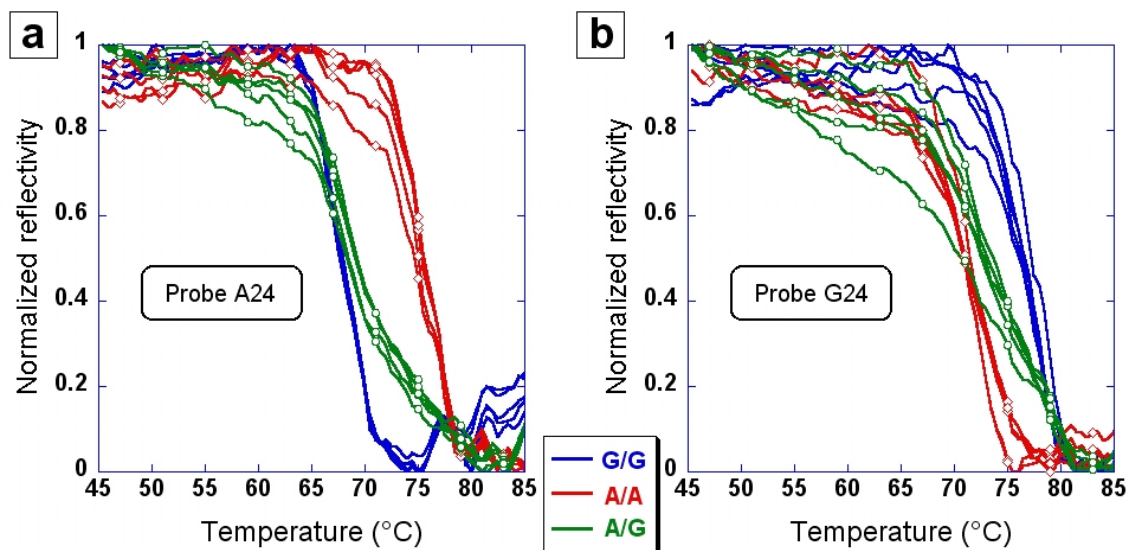 a
1
0.8
0.6
0.4
0.2
0
Normalized reflectivity
Probe A24
45 50 55 60 65 70 75 80 85
Temperature (°C)
b
1
0.8
0.6
0.4
0.2
0
Normalized reflectivity
Probe G24
45 50 55 60 65 70 75 80 85
Temperature (°C)
G/G
A/A
A/G